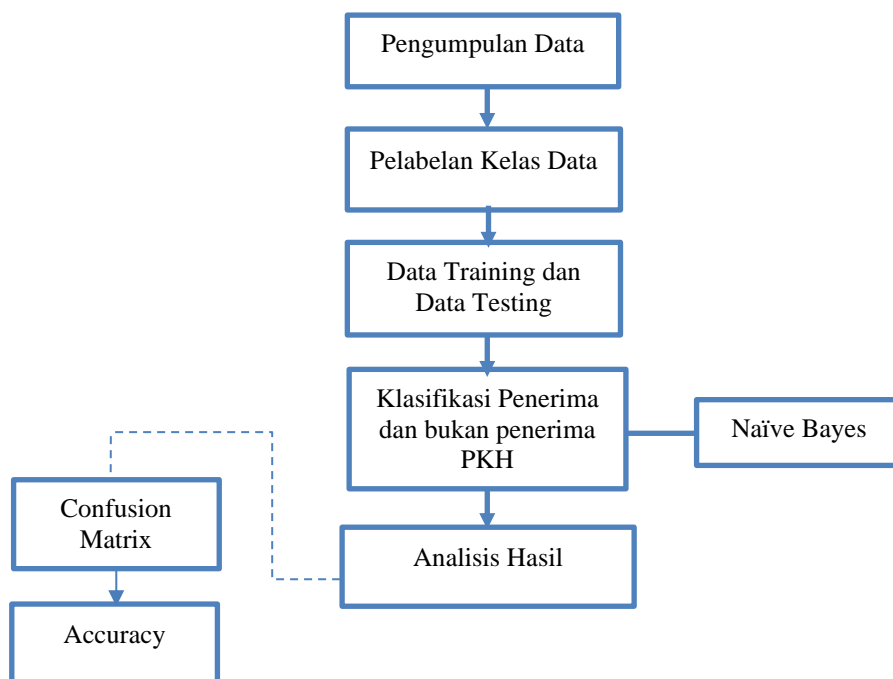 Pengumpulan Data
Pelabelan Kelas Data
Data Training dan
Data Testing
Klasifikasi Penerima
dan bukan penerima
PKH
Naïve Bayes
Confusion
Matrix
Analisis Hasil
Accuracy